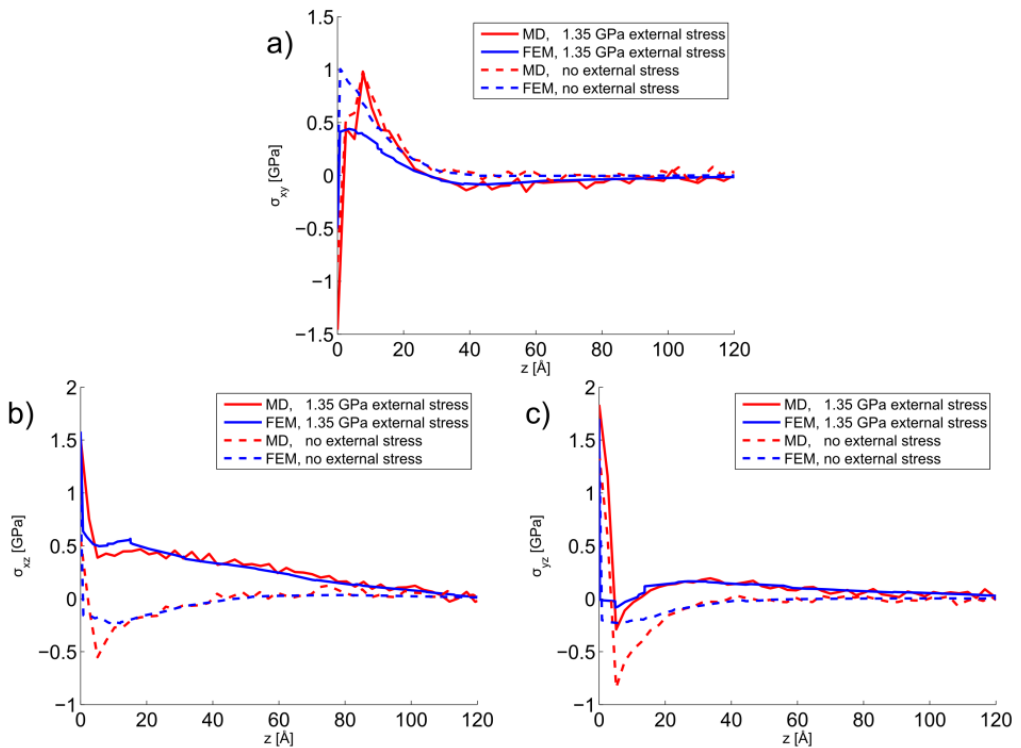 a)
1.5
1
0.5
0
−0.5
−1
−1.5
σxy [GPa]
0 20 40 60 80 100 120
z [Å]
MD, 1.35 GPa external stress
FEM, 1.35 GPa external stress
MD, no external stress
FEM, no external stress
b)
2
1.5
1
0.5
0
−0.5
−1
σxz [GPa]
0 20 40 60 80 100 120
z [Å]
MD, 1.35 GPa external stress
FEM, 1.35 GPa external stress
MD, no external stress
FEM, no external stress
c)
2
1.5
1
0.5
0
−0.5
−1
σyz [GPa]
0 20 40 60 80 100 120
z [Å]
MD, 1.35 GPa external stress
FEM, 1.35 GPa external stress
MD, no external stress
FEM, no external stress